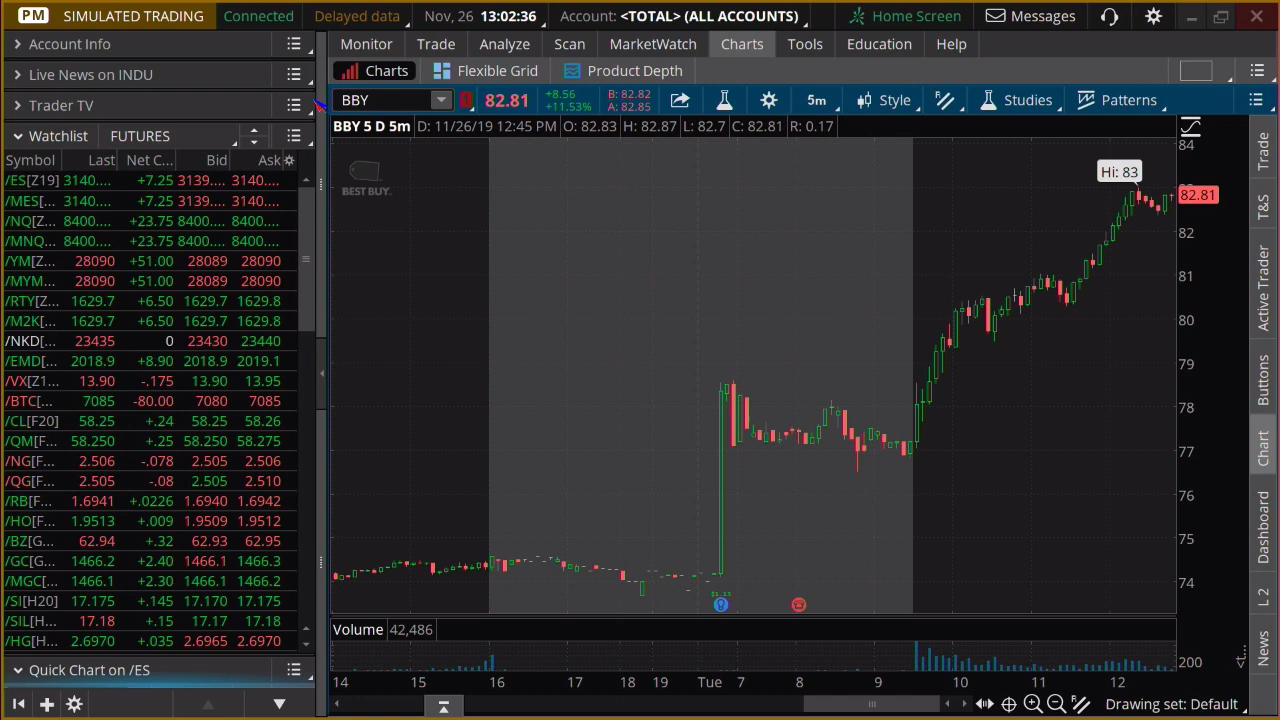 PM SIMULATED TRADING Connected Delayed data Nov, 26 13:02:36 Account: <TOTAL> (ALL ACCOUNTS) Home Screen Messages
Account Info
Live News on INDU
Trader TV
Watchlist FUTURES
Symbol Last Net C... Bid Ask
/ES[Z19] 3140.... +7.25 3139.... 3140....
/MES[... 3140.... +7.25 3139.... 3140....
/NQ[Z... 8400.... +23.75 8400.... 8400....
/MNQ... 8400.... +23.75 8400.... 8400....
/YM[Z... 28090 +51.00 28089 28090
/MYM... 28090 +51.00 28089 28090
/RTY[Z... 1629.7 +6.50 1629.7 1629.8
/M2K[... 1629.7 +6.50 1629.7 1629.8
/NKD[... 23435 0 23430 23440
/EMD[... 2018.9 +8.90 2018.9 2019.1
/VX[Z1... 13.90 -.175 13.90 13.95
/BTC[... 7085 -80.00 7080 7085
/CL[F20] 58.25 +.24 58.25 58.26
/QM[F... 58.250 +.25 58.250 58.275
/NG[F... 2.506 -.078 2.505 2.506
/QG[F... 2.505 -.08 2.505 2.510
/RB[F... 1.6941 +.0226 1.6940 1.6942
/HO[F... 1.9513 +.009 1.9509 1.9512
/BZ[G... 62.94 +.32 62.93 62.95
/GC[G... 1466.2 +2.40 1466.1 1466.3
/MGC[... 1466.1 +2.30 1466.1 1466.2
/SI[H20] 17.175 +.145 17.170 17.175
/SIL[H... 17.18 +.15 17.17 17.18
/HG[H... 2.6970 +.035 2.6965 2.6970
Quick Chart on /ES
Monitor Trade Analyze Scan MarketWatch Charts Tools Education Help
Charts Flexible Grid Product Depth
BBY 82.81 +8.56 B: 82.82 5m Style Studies Patterns
+11.53% A: 82.85
BBY 5 D 5m D: 11/26/19 12:45 PM O: 82.83 H: 82.87 L: 82.7 C: 82.81 R: 0.17
BEST BUY.
Hi: 83
82.81
84
82
81
80
79
78
77
76
75
74
Volume 42,486
200
14 15 16 17 18 19 Tue 7 8 9 10 11 12
Drawing set: Default
Trade
T&S
Active Trader
Buttons
Chart
Dashboard
L 2
News